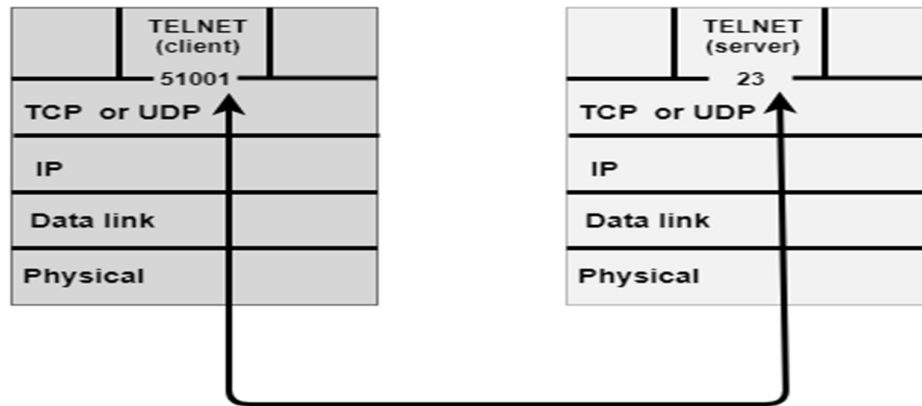 TELNET
(client)
51001
TCP or UDP
IP
Data link
Physical
TELNET
(server)
23
TCP or UDP
IP
Data link
Physical